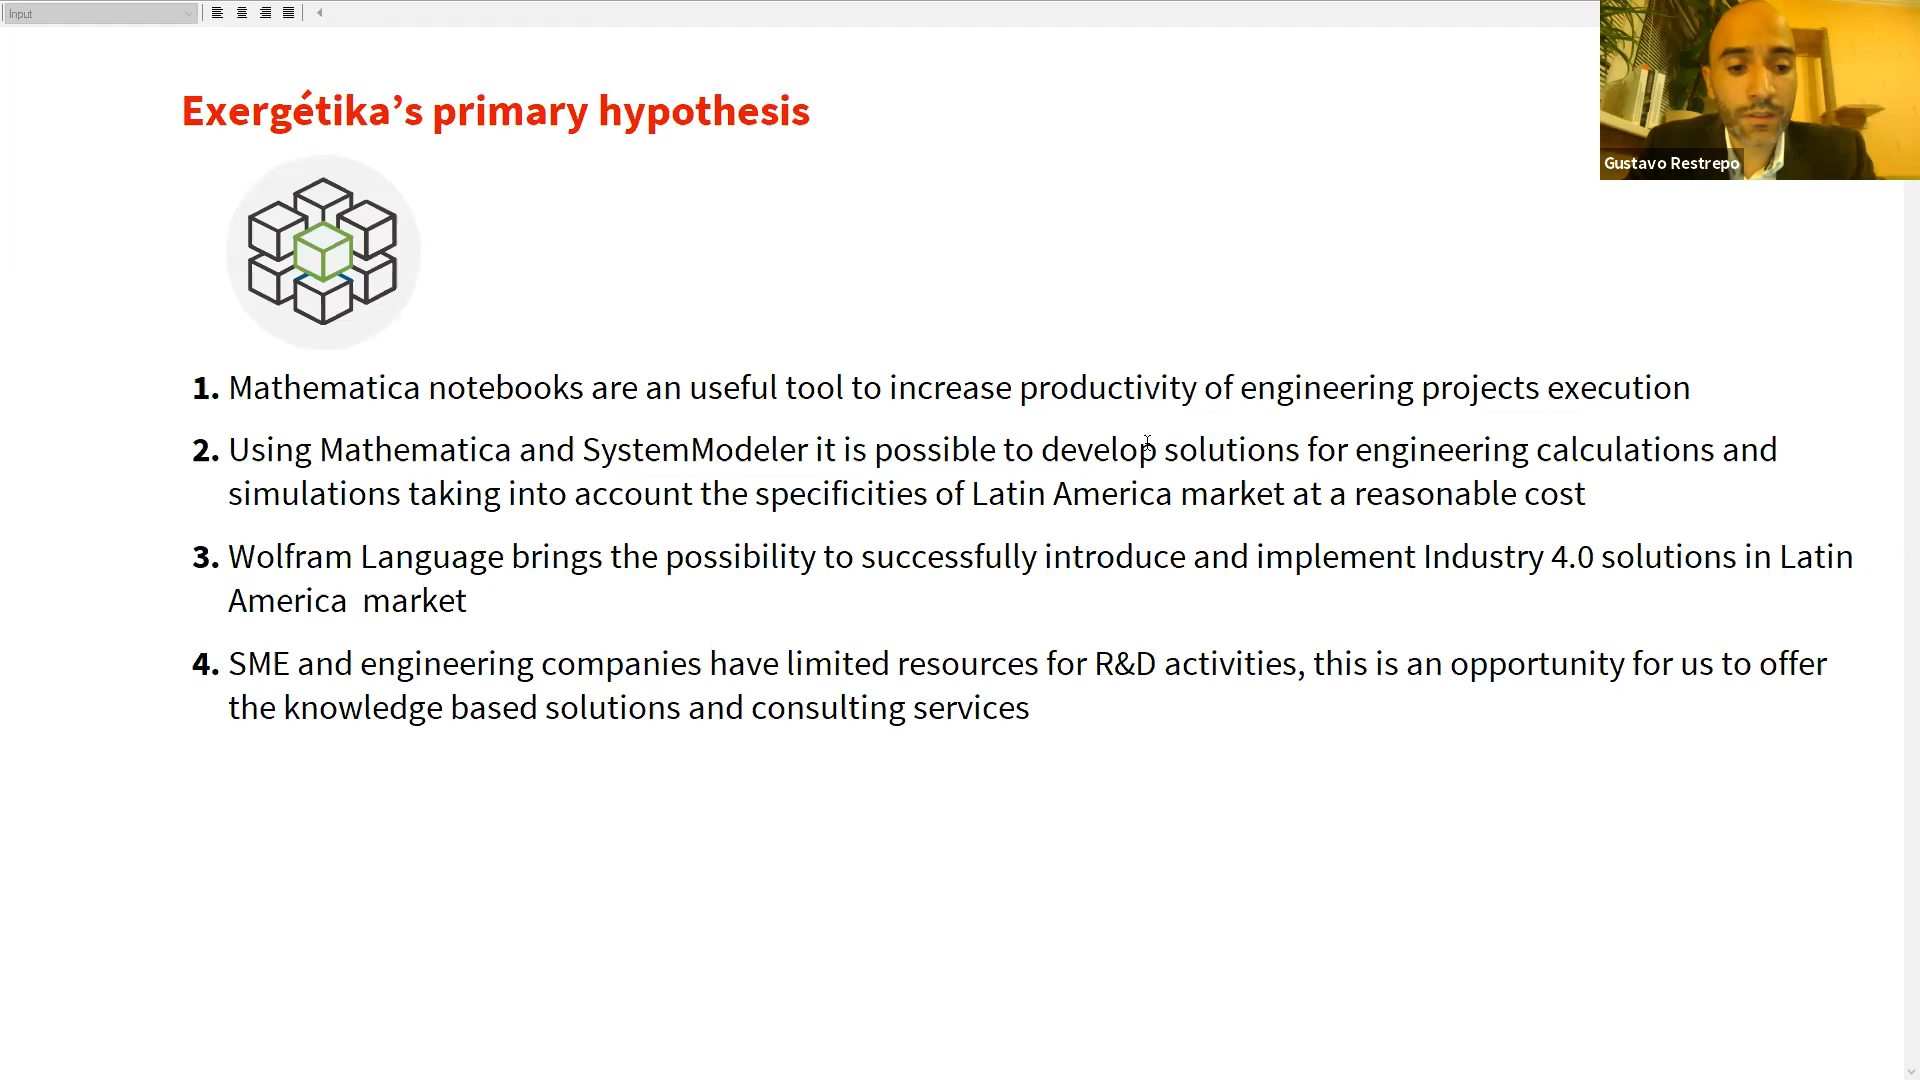 Input
Exergétika’s primary hypothesis
Gustavo Restrepo
1. Mathematica notebooks are an useful tool to increase productivity of engineering projects execution
2. Using Mathematica and SystemModeler it is possible to develop solutions for engineering calculations and
simulations taking into account the specificities of Latin America market at a reasonable cost
3. Wolfram Language brings the possibility to successfully introduce and implement Industry 4.0 solutions in Latin
America  market
4. SME and engineering companies have limited resources for R&D activities, this is an opportunity for us to offer
the knowledge based solutions and consulting services